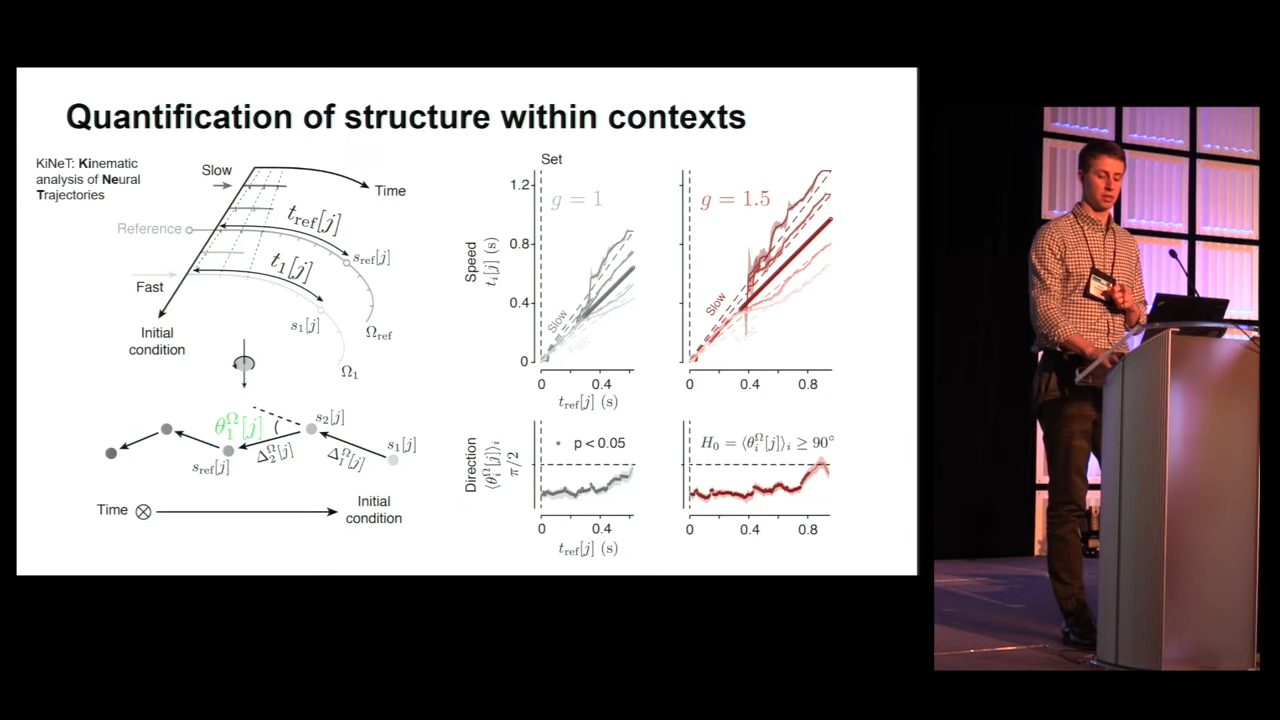 Quantification of structure within contexts
KiNeT: Kinematic
analysis of Neural
Trajectories
Slow
Time
Reference
t_ref[j]
s_ref[j]
t_1[j]
Fast
s_1[j]
Ω_ref
Initial
condition
Ω_1
θ_1^Ω[j]
s_2[j]
s_1[j]
s_ref[j]
Δ_2^Ω[j]
Δ_1^Ω[j]
Time
Initial
condition
Set
1.2
g = 1
g = 1.5
Speed
t_i[j] (s)
0.8
0.4
0
Slow
Fast
Slow
Fast
0
0.4
0
0.4
0.8
t_ref[j] (s)
Direction
⟨θ_i^Ω[j]⟩_i
π/2
p < 0.05
H_0 = ⟨θ_i^Ω[j]⟩_i ≥ 90°
0
0.4
0
0.4
0.8
t_ref[j] (s)